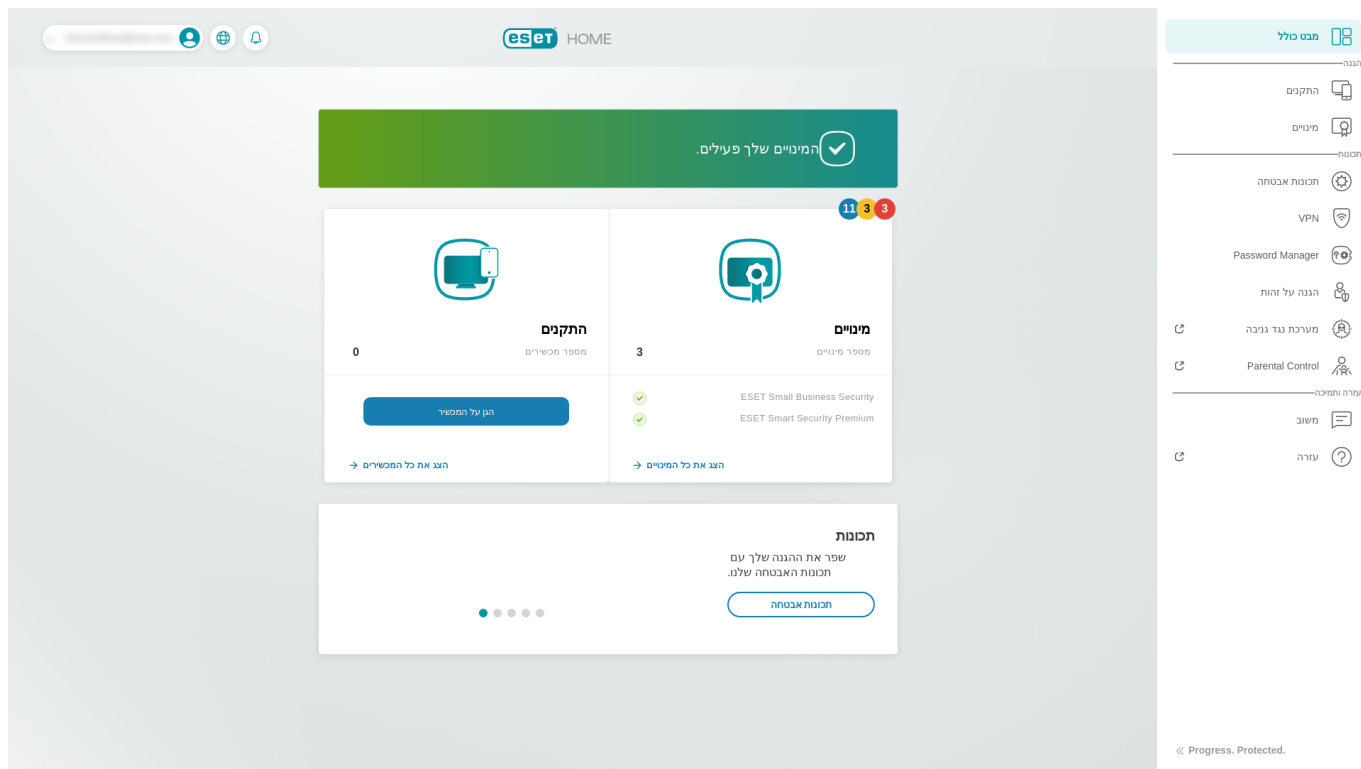 eset HOME
מבט כולל
הגנה
התקנים
מינויים
תכונות
תכונות אבטחה
VPN
Password Manager
הגנה על זהות
מערכת נגד גניבה
Parental Control
עזרה ותמיכה
משוב
עזרה
Progress. Protected.
המינויים שלך פעילים.
3
3
11
מינויים
מספר מינויים 3
ESET Small Business Security
ESET Smart Security Premium
הצג את כל המינויים
התקנים
מספר מכשירים 0
הגן על המכשיר
הצג את כל המכשירים
תכונות
שפר את ההגנה שלך עם
תכונות האבטחה שלנו.
תכונות אבטחה